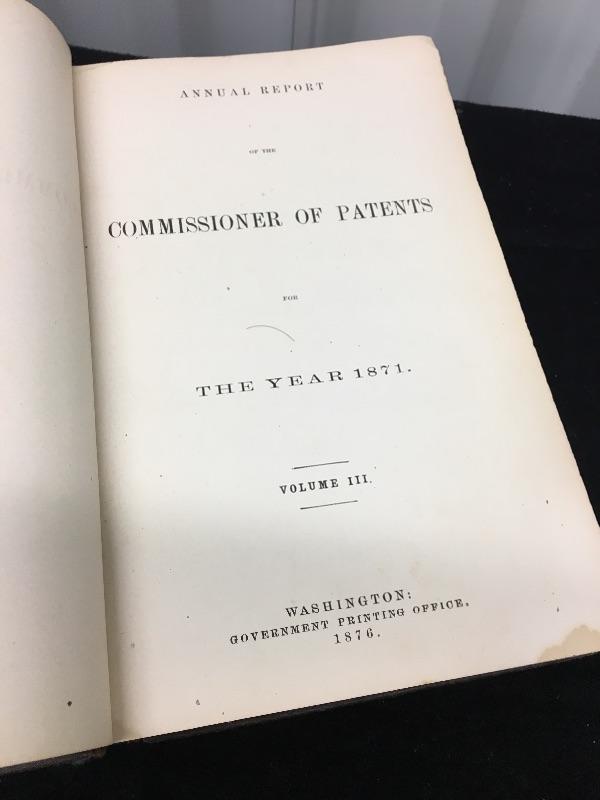 ANNUAL REPORT
OF THE
COMMISSIONER OF PATENTS
FOR
THE YEAR 1871.
VOLUME III.
WASHINGTON:
GOVERNMENT PRINTING OFFICE.
1876.